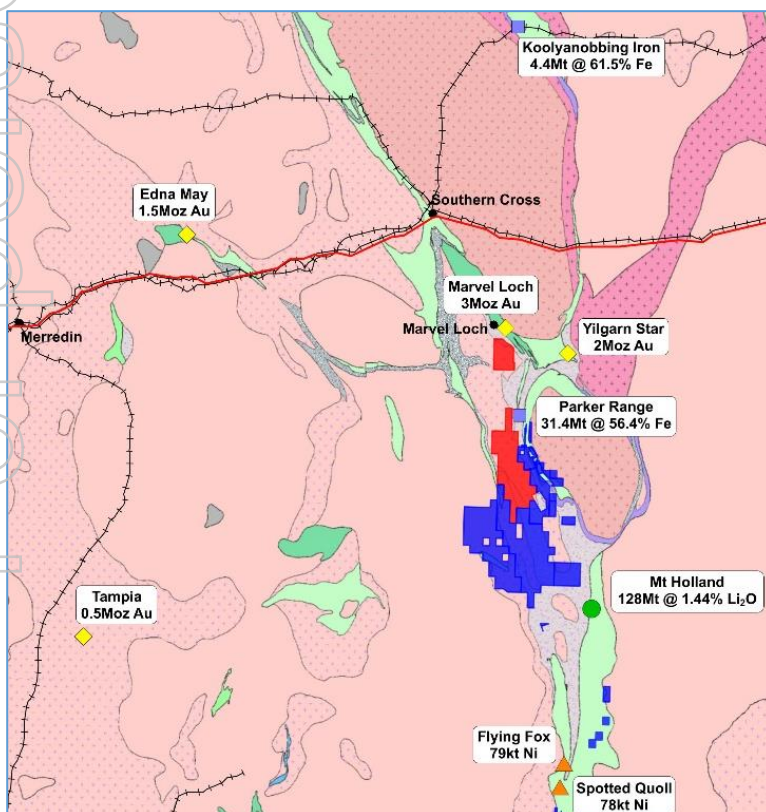 Koolyanobbing Iron
4.4Mt @ 61.5% Fe
Edna May
1.5Moz Au
Southern Cross
Marvel Loch
3Moz Au
Marvel Loch
Yilgarn Star
2Moz Au
Merredin
Parker Range
31.4Mt @ 56.4% Fe
Mt Holland
128Mt @ 1.44% Li₂O
Tampia
0.5Moz Au
Flying Fox
79kt Ni
Spotted Quoll
78kt Ni